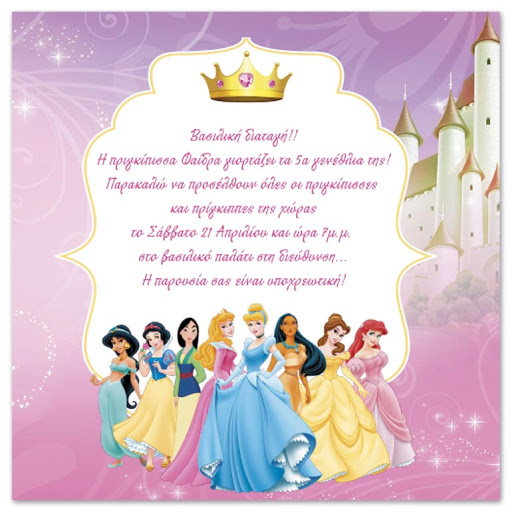 Βασιλική διαταγή!!
Η πριγκίπισσα Φαίδρα γιορτάζει τα 5α γενέθλια της!
Παρακαλώ να προσέλθουν όλες οι πριγκίπισσες
και πρίγκιππες της χώρας
το Σάββατο 21 Απριλίου και ώρα 7μ.μ.
στο βασιλικό παλάτι στη διεύθυνση...
Η παρουσία σας είναι υποχρεωτική!